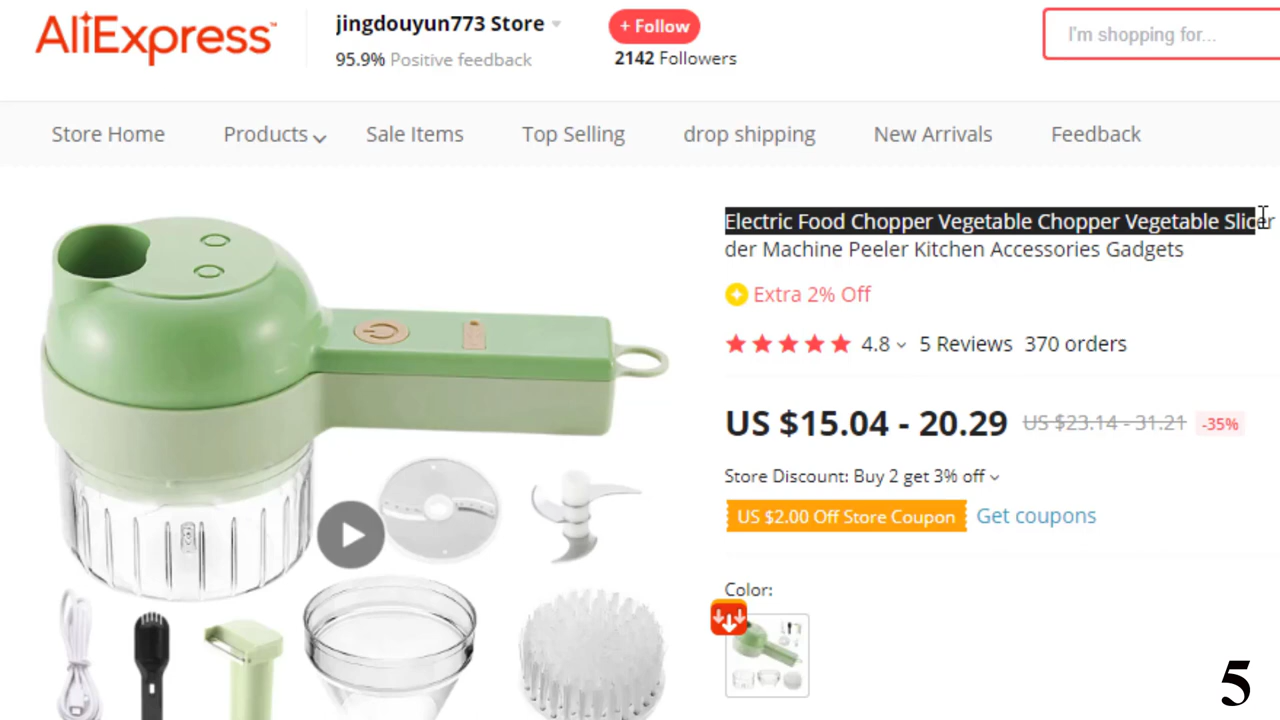 AliExpress™
jingdouyun773 Store
+ Follow
I'm shopping for...
95.9% Positive feedback
2142 Followers
Store Home
Products
Sale Items
Top Selling
drop shipping
New Arrivals
Feedback
Electric Food Chopper Vegetable Chopper Vegetable Slicer
der Machine Peeler Kitchen Accessories Gadgets
Extra 2% Off
4.8
5 Reviews
370 orders
US $15.04 - 20.29
US $23.14 - 31.21
-35%
Store Discount: Buy 2 get 3% off
US $2.00 Off Store Coupon
Get coupons
Color:
5